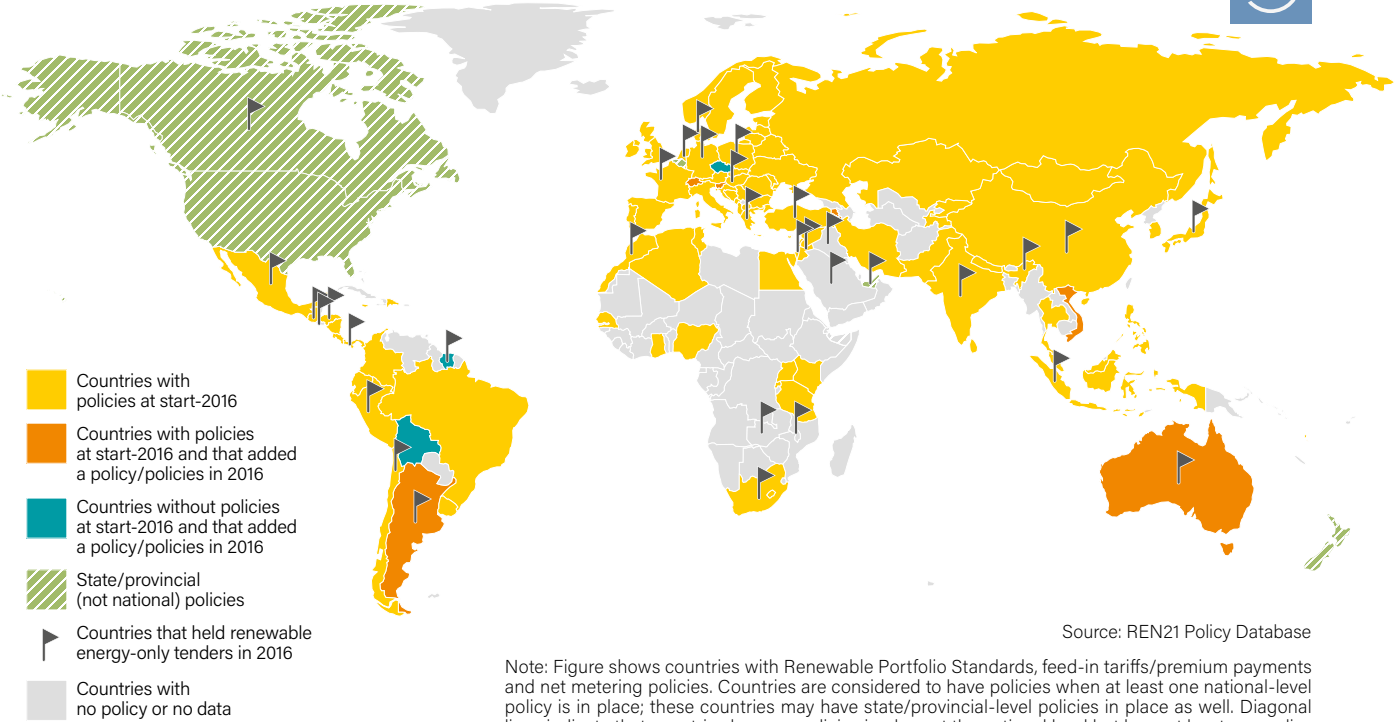 Countries with
policies at start-2016
Countries with policies
at start-2016 and that added
a policy/policies in 2016
Countries without policies
at start-2016 and that added
a policy/policies in 2016
State/provincial
(not national) policies
Countries that held renewable
energy-only tenders in 2016
Countries with
no policy or no data
Source: REN21 Policy Database
Note: Figure shows countries with Renewable Portfolio Standards, feed-in tariffs/premium payments
and net metering policies. Countries are considered to have policies when at least one national-level
policy is in place; these countries may have state/provincial-level policies in place as well. Diagonal